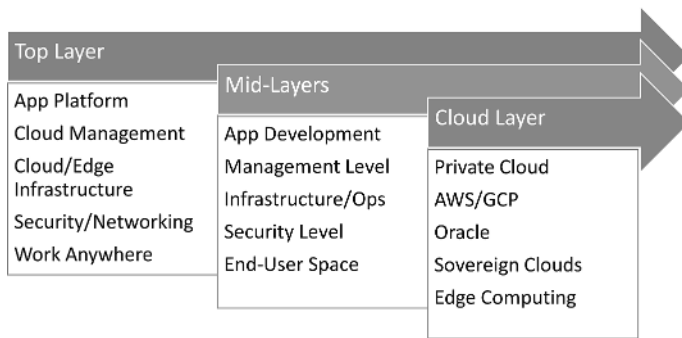 Top Layer
App Platform
Cloud Management
Cloud/Edge
Infrastructure
Security/Networking
Work Anywhere
Mid-Layers
App Development
Management Level
Infrastructure/Ops
Security Level
End-User Space
Cloud Layer
Private Cloud
AWS/GCP
Oracle
Sovereign Clouds
Edge Computing